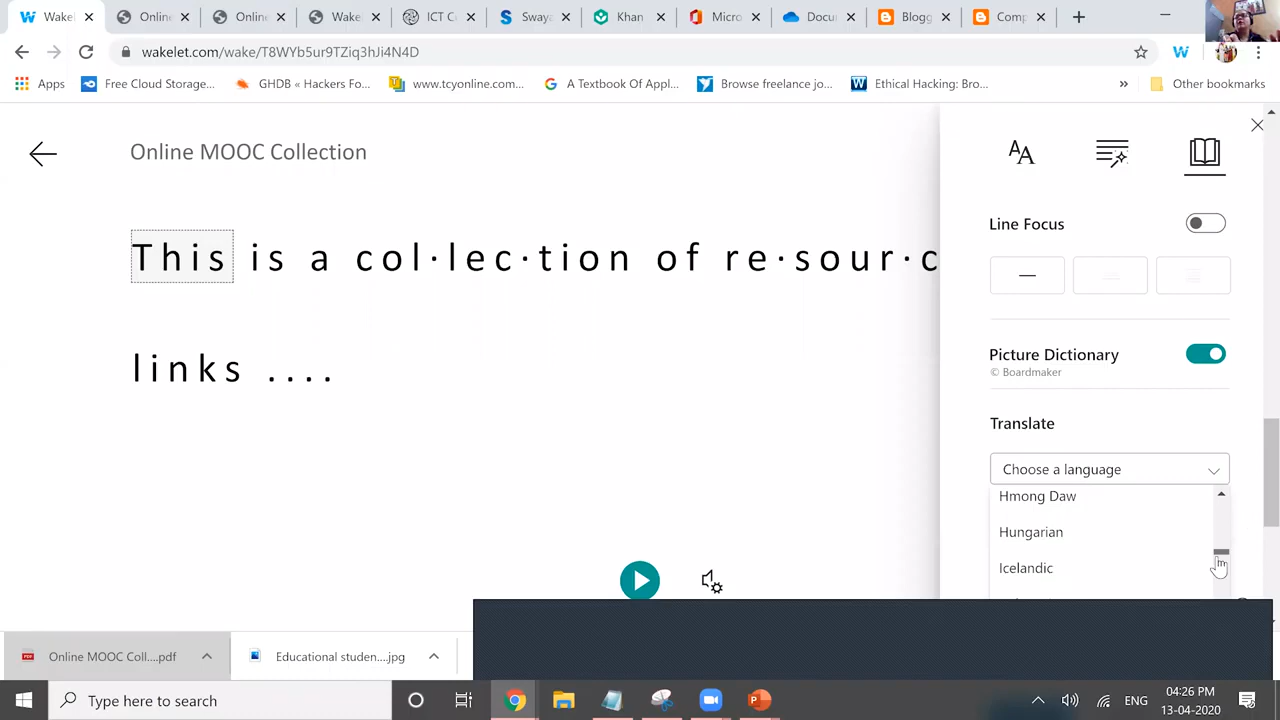 Wakel
Online
Online
Wake
ICT C
Sway
Khan
Micro
Docu
Blogg
Comp
wakelet.com/wake/T8WYb5ur9TZiq3hJi4N4D
Apps
Free Cloud Storage...
GHDB « Hackers Fo...
www.tcyonline.com...
A Textbook Of Appl...
Browse freelance jo...
Ethical Hacking: Bro...
»
Other bookmarks
Online MOOC Collection
This is a col·lec·tion of re·sour·c
links ....
Line Focus
Picture Dictionary
© Boardmaker
Translate
Choose a language
Hmong Daw
Hungarian
Icelandic
Online MOOC Coll....pdf
Educational studen....jpg
Type here to search
ENG
04:26 PM
13-04-2020